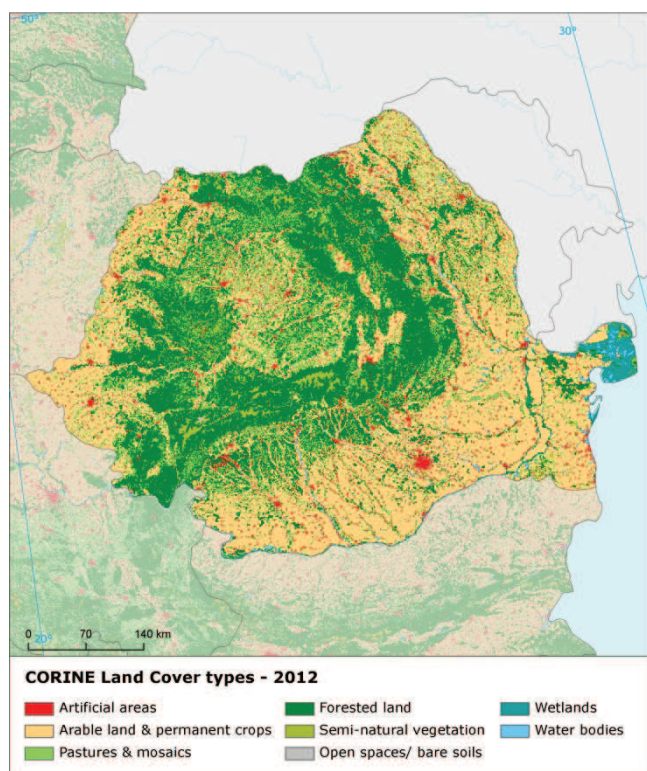 50°
30°
0 70 140 km
20°
CORINE Land Cover types - 2012
Artificial areas Forested land Wetlands
Arable land & permanent crops Semi-natural vegetation Water bodies
Pastures & mosaics Open spaces/ bare soils